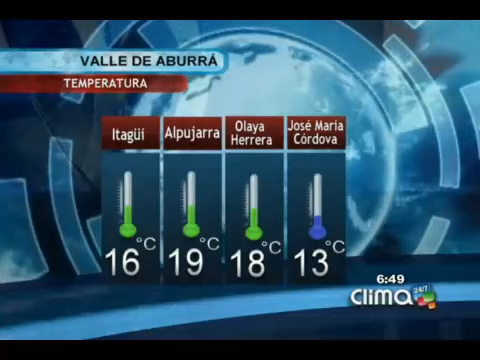 VALLE DE ABURRÁ
TEMPERATURA
Itagüí
Alpujarra
Olaya
Herrera
José María
Córdova
16 °C
19 °C
18 °C
13 °C
6:49
clima 24/7